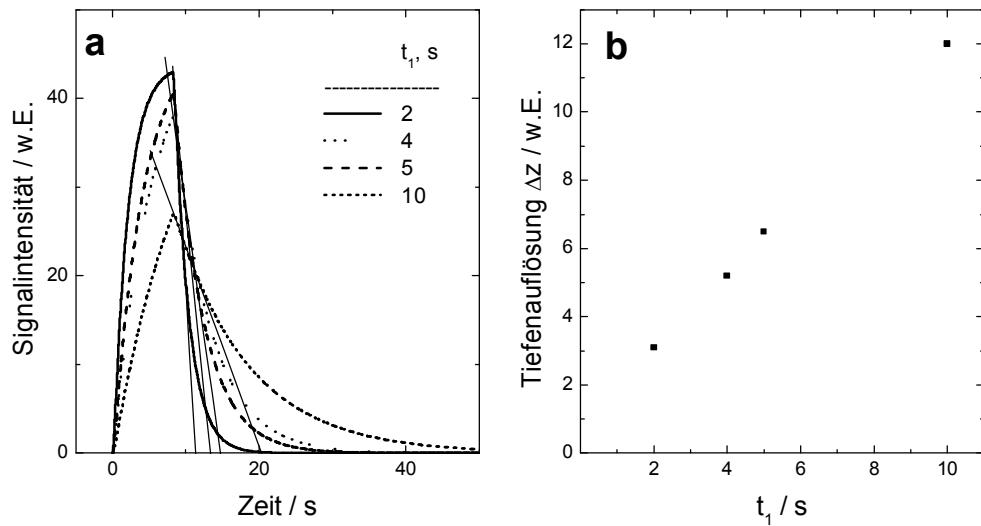 a
t1, s
2
4
5
10
Signalintensität / w.E.
40
20
0
0 20 40
Zeit / s
b
Tiefenauflösung Δz / w.E.
12
10
8
6
4
2
0
2 4 6 8 10
t1 / s